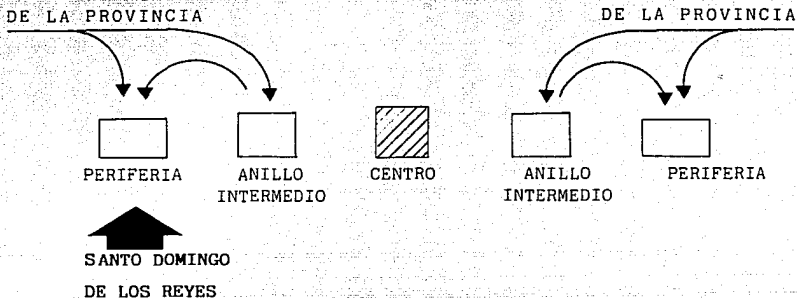 DE LA PROVINCIA
DE LA PROVINCIA
PERIFERIA
ANILLO
INTERMEDIO
CENTRO
ANILLO
INTERMEDIO
PERIFERIA
SANTO DOMINGO
DE LOS REYES